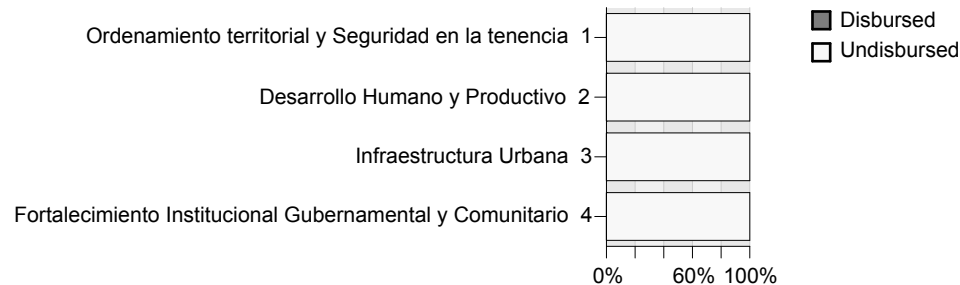 Ordenamiento territorial y Seguridad en la tenencia 1
Desarrollo Humano y Productivo 2
Infraestructura Urbana 3
Fortalecimiento Institucional Gubernamental y Comunitario 4
0% 60% 100%
Disbursed
Undisbursed